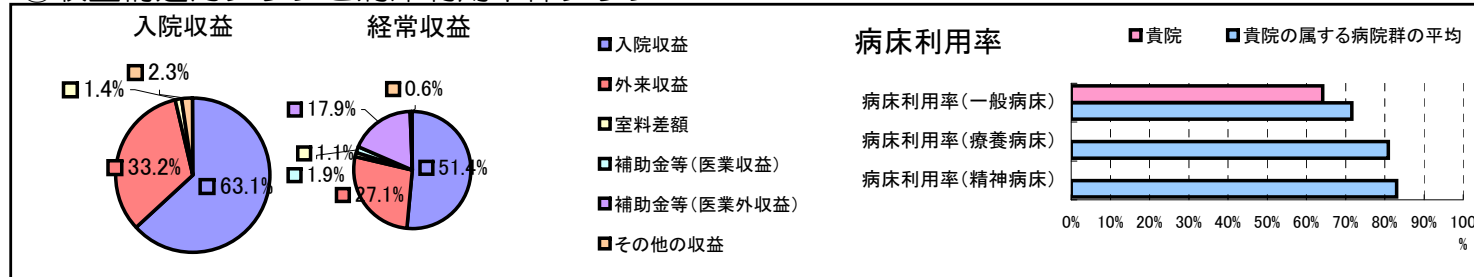 入院収益
経常収益
2.3%
1.4%
33.2%
63.1%
0.6%
17.9%
1.1%
1.9%
27.1%
51.4%
入院収益
外来収益
室料差額
補助金等(医業収益)
補助金等(医業外収益)
その他の収益
病床利用率
貴院
貴院の属する病院群の平均
病床利用率(一般病床)
病床利用率(療養病床)
病床利用率(精神病床)
0% 10% 20% 30% 40% 50% 60% 70% 80% 90% 100
%